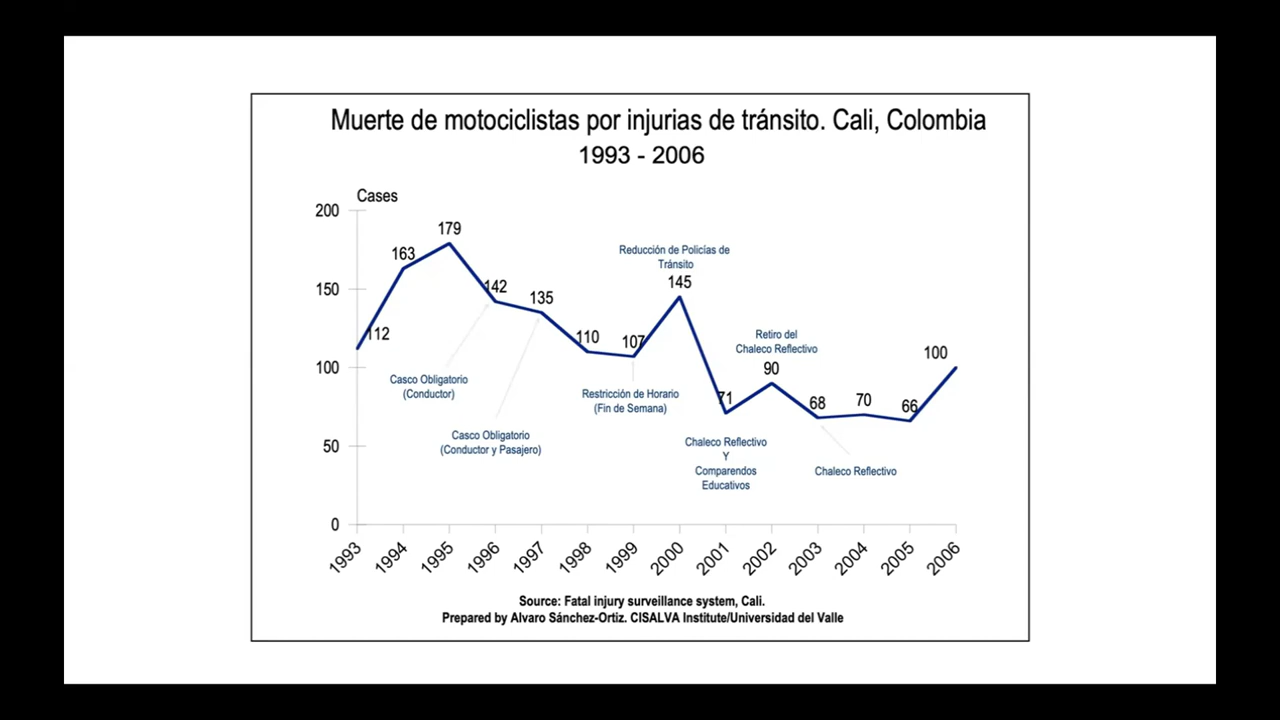 Muerte de motociclistas por injurias de tránsito. Cali, Colombia
1993 - 2006
Cases
200
150
100
50
0
112
163
179
142
135
110
107
145
71
90
68
70
66
100
Casco Obligatorio
(Conductor)
Casco Obligatorio
(Conductor y Pasajero)
Restricción de Horario
(Fin de Semana)
Reducción de Policías de
Tránsito
Chaleco Reflectivo
Y
Comparendos
Educativos
Retiro del
Chaleco Reflectivo
Chaleco Reflectivo
1993
1994
1995
1996
1997
1998
1999
2000
2001
2002
2003
2004
2005
2006
Source: Fatal injury surveillance system, Cali.
Prepared by Alvaro Sánchez-Ortiz. CISALVA Institute/Universidad del Valle